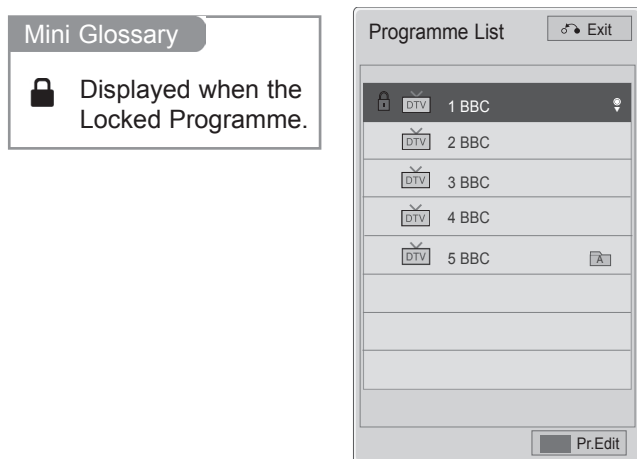 Mini Glossary
Displayed when the
Locked Programme.
Programme List
Exit
DTV 1 BBC
DTV 2 BBC
DTV 3 BBC
DTV 4 BBC
DTV 5 BBC A
Pr.Edit